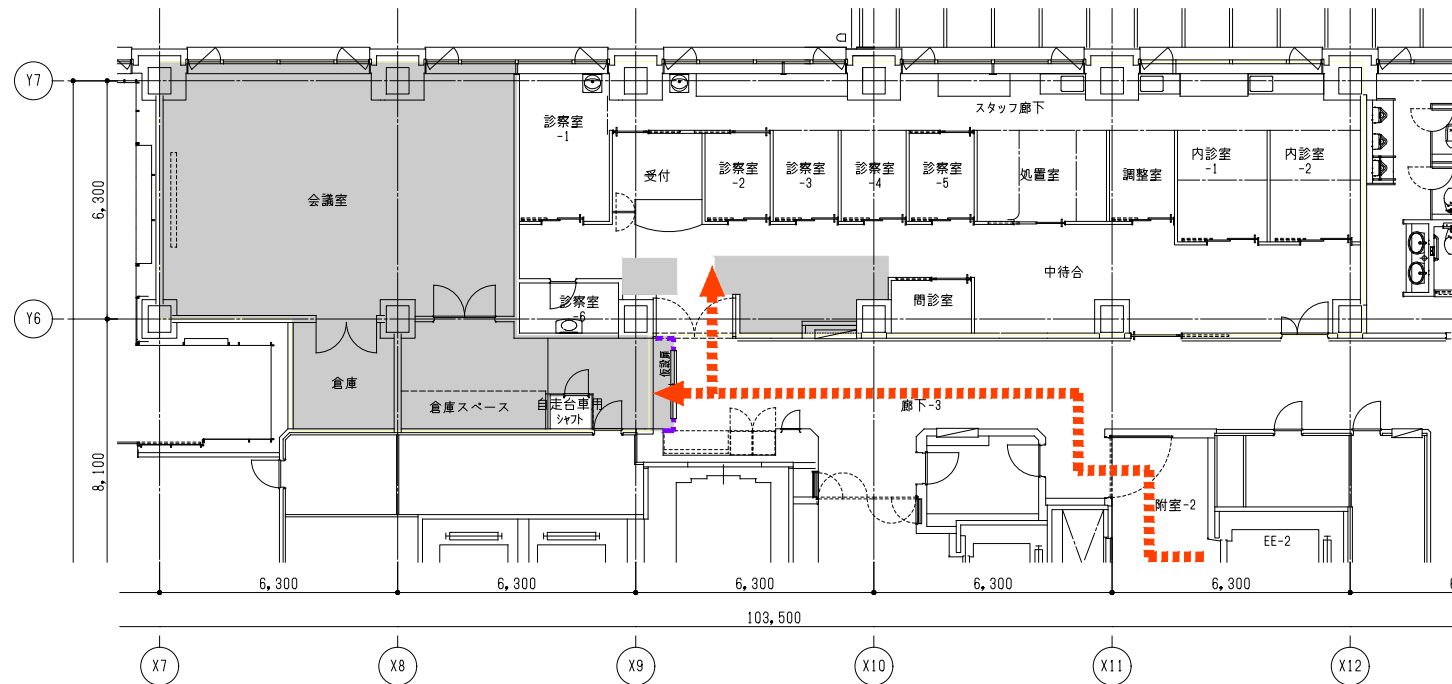 Y7
スタッフ廊下
診察室
-1
受付
診察室
-2
診察室
-3
診察室
-4
診察室
-5
処置室
調整室
内診室
-1
内診室
-2
6,300
会議室
中待合
診察室
-6
問診室
Y6
仮設扉
倉庫
倉庫スペース
自走台車用
シャフト
廊下-3
8,100
附室-2
EE-2
6,300
6,300
6,300
6,300
6,300
103,500
X7
X8
X9
X10
X11
X12